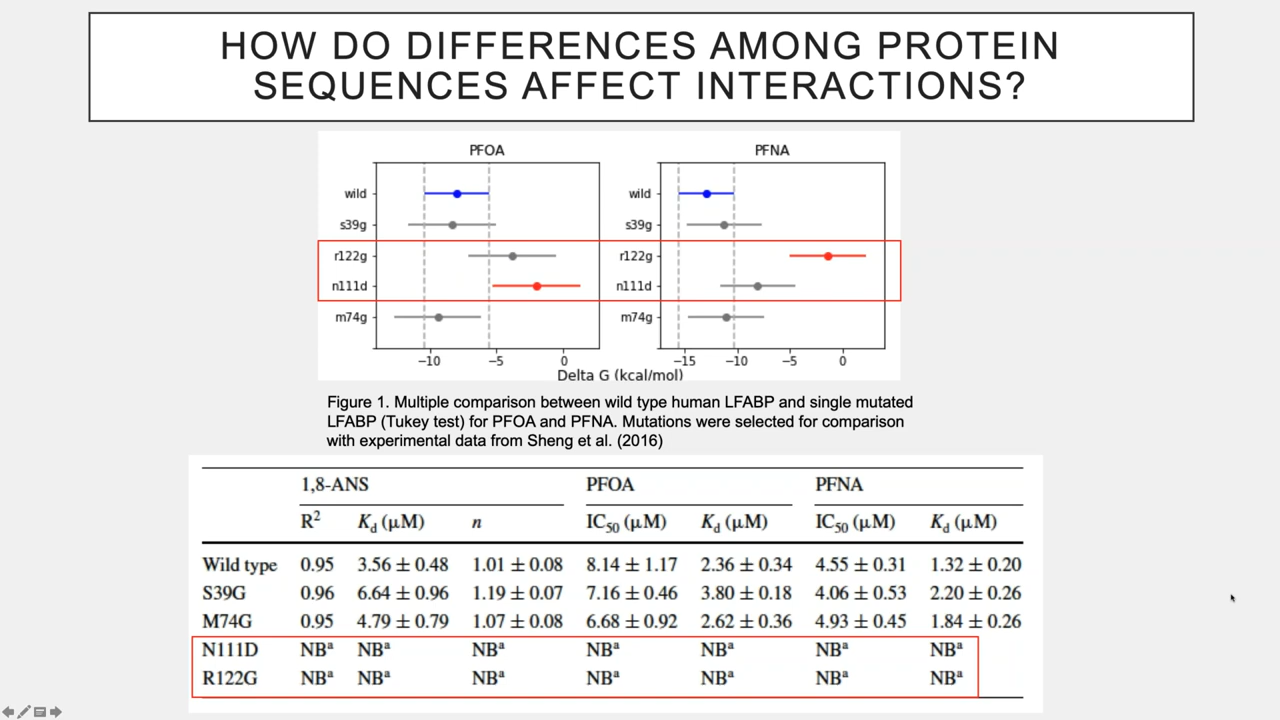 HOW DO DIFFERENCES AMONG PROTEIN
SEQUENCES AFFECT INTERACTIONS?
PFOA PFNA
wild wild
s39g s39g
r122g r122g
n111d n111d
m74g m74g
−10 −5 0 −15 −10 −5 0
Delta G (kcal/mol)
Figure 1. Multiple comparison between wild type human LFABP and single mutated
LFABP (Tukey test) for PFOA and PFNA. Mutations were selected for comparison
with experimental data from Sheng et al. (2016)
1,8-ANS PFOA PFNA
R² Kd (µM) n IC50 (µM) Kd (µM) IC50 (µM) Kd (µM)
Wild type 0.95 3.56 ± 0.48 1.01 ± 0.08 8.14 ± 1.17 2.36 ± 0.34 4.55 ± 0.31 1.32 ± 0.20
S39G 0.96 6.64 ± 0.96 1.19 ± 0.07 7.16 ± 0.46 3.80 ± 0.18 4.06 ± 0.53 2.20 ± 0.26
M74G 0.95 4.79 ± 0.79 1.07 ± 0.08 6.68 ± 0.92 2.62 ± 0.36 4.93 ± 0.45 1.84 ± 0.26
N111D NBᵃ NBᵃ NBᵃ NBᵃ NBᵃ NBᵃ NBᵃ
R122G NBᵃ NBᵃ NBᵃ NBᵃ NBᵃ NBᵃ NBᵃ